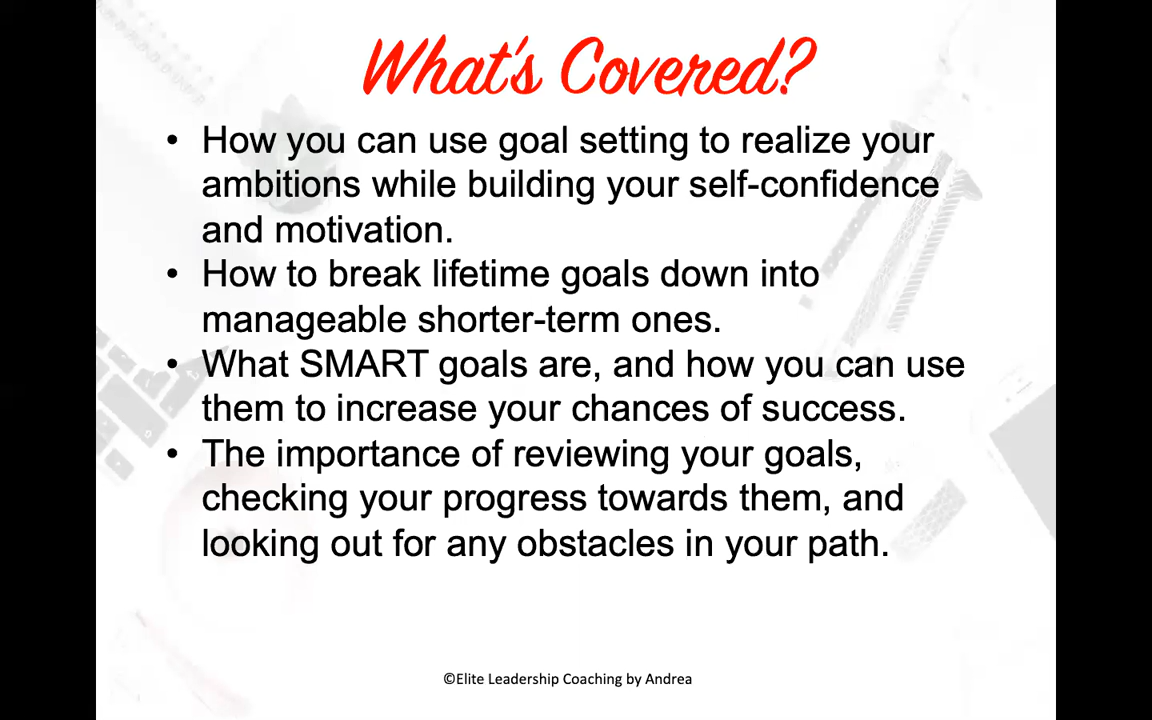 What's Covered?
• How you can use goal setting to realize your
ambitions while building your self-confidence
and motivation.
• How to break lifetime goals down into
manageable shorter-term ones.
• What SMART goals are, and how you can use
them to increase your chances of success.
• The importance of reviewing your goals,
checking your progress towards them, and
looking out for any obstacles in your path.
©Elite Leadership Coaching by Andrea